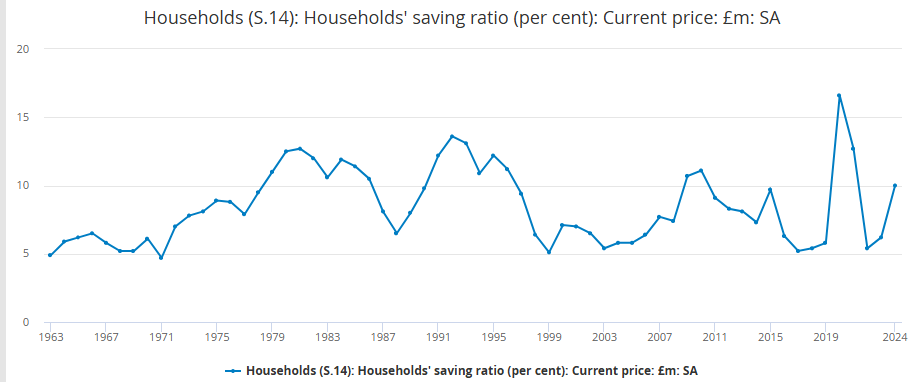 Households (S.14): Households' saving ratio (per cent): Current price: £m: SA
20
15
10
5
0
1963 1967 1971 1975 1979 1983 1987 1991 1995 1999 2003 2007 2011 2015 2019 2024
Households (S.14): Households' saving ratio (per cent): Current price: £m: SA